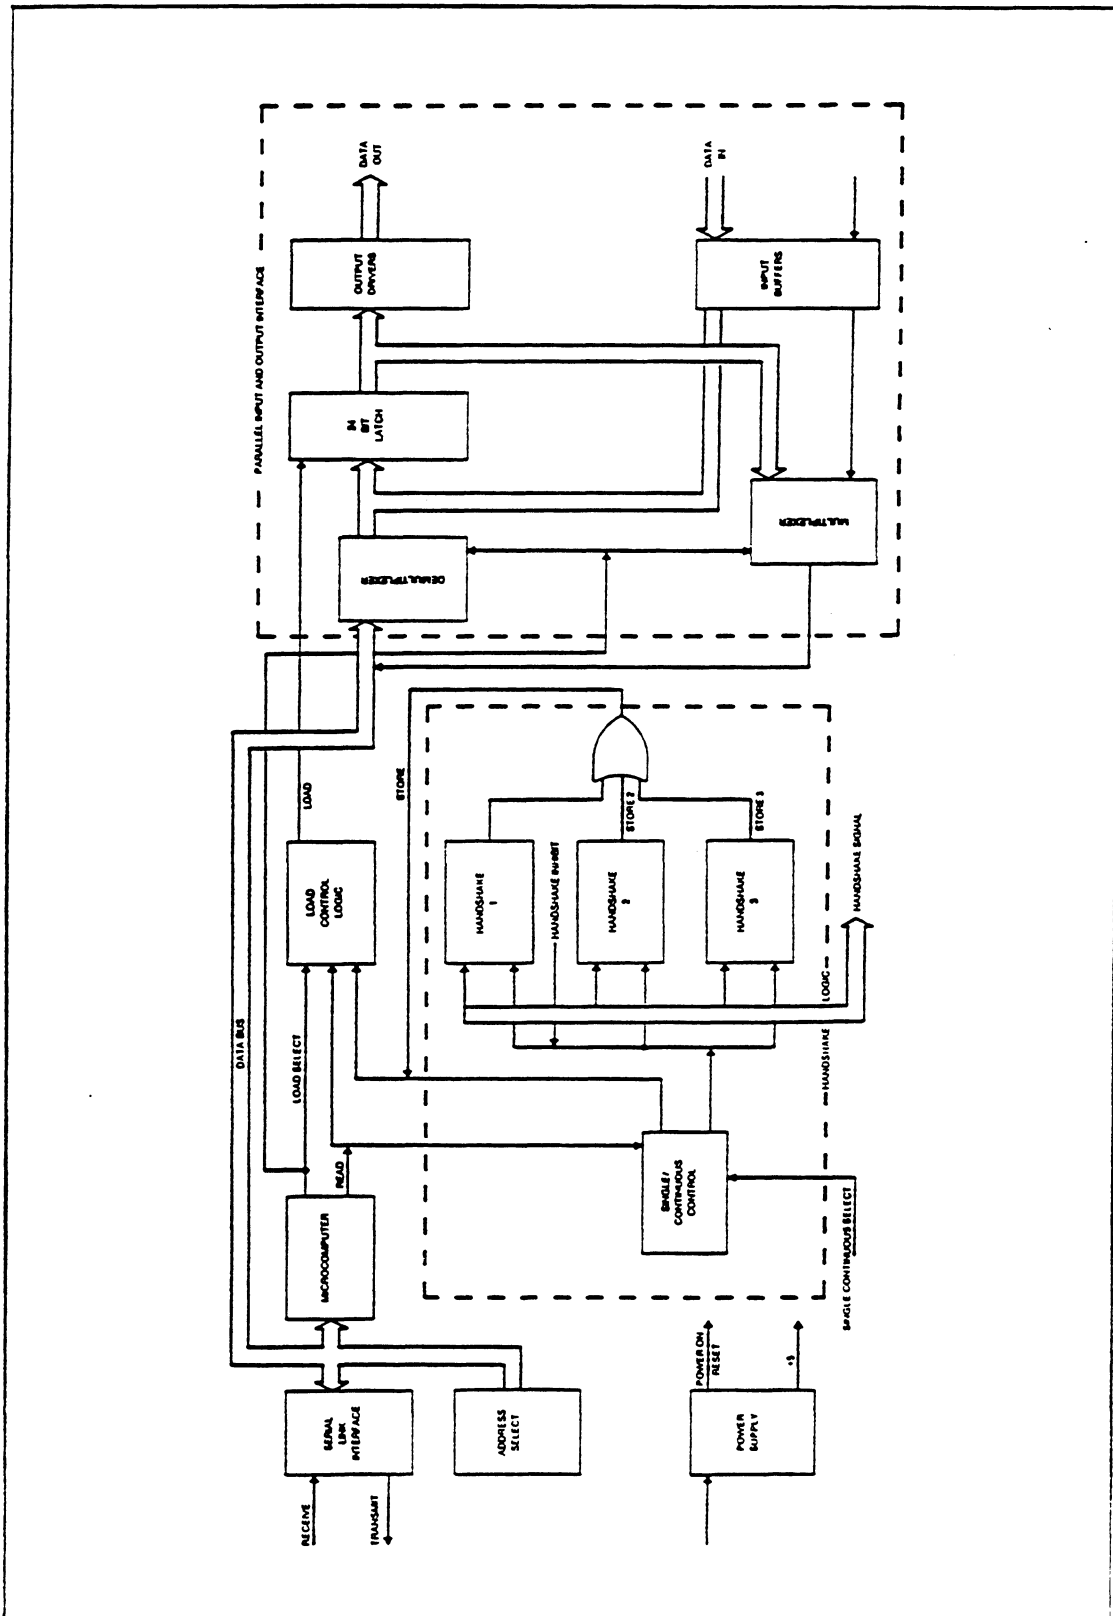 PARALLEL INPUT AND OUTPUT INTERFACE
DATA
OUT
OUTPUT
DRIVERS
DATA
IN
INPUT
BUFFERS
BIT
LATCH
DEMULTIPLEXER
MULTIPLEXER
DATA BUS
LOAD
STORE
LOAD
CONTROL
LOGIC
LOAD SELECT
READ
MICROCOMPUTER
SERIAL
LINK
INTERFACE
RECEIVE
TRANSMIT
ADDRESS
SELECT
HANDSHAKE
1
HANDSHAKE INHIBIT
HANDSHAKE
2
STORE 2
HANDSHAKE
3
STORE 3
HANDSHAKE SIGNAL
HANDSHAKE LOGIC
SINGLE/
CONTINUOUS
CONTROL
SINGLE CONTINUOUS SELECT
POWER ON
RESET
+5
POWER
SUPPLY